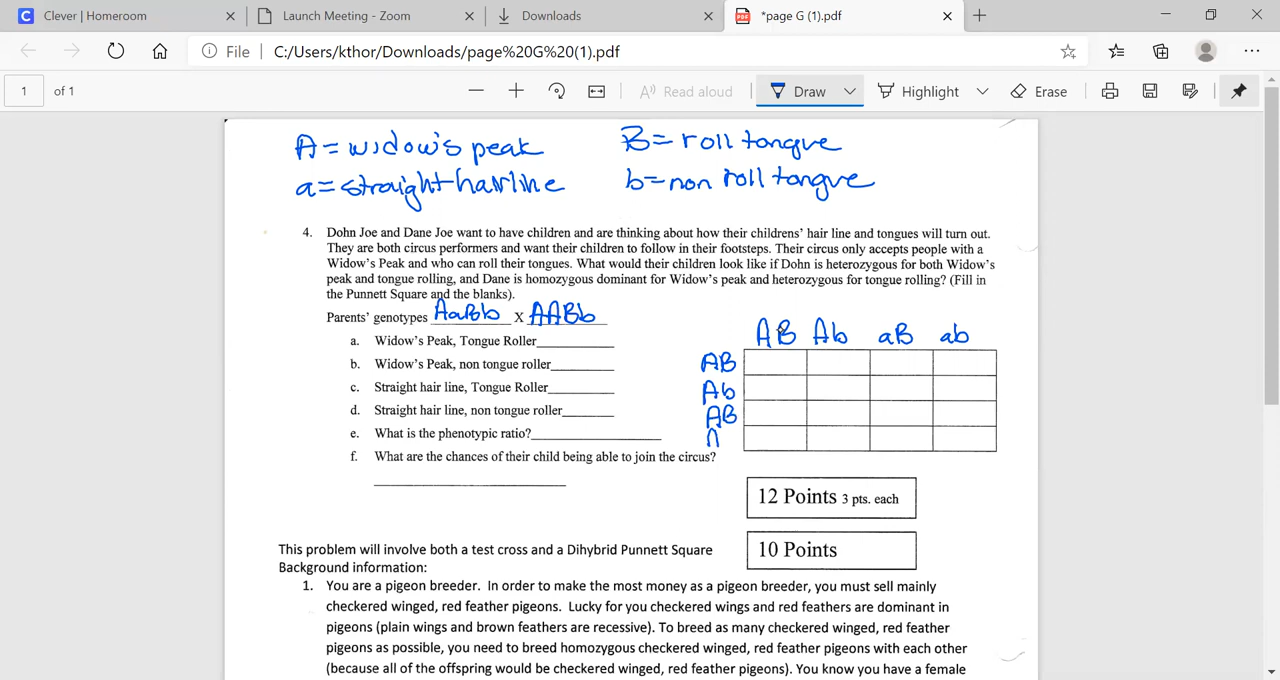 Clever | Homeroom
Launch Meeting - Zoom
Downloads
*page G (1).pdf
File C:/Users/kthor/Downloads/page%20G%20(1).pdf
1 of 1
Read aloud
Draw
Highlight
Erase
A = widow's peak
B = roll tongue
a = straight hairline
b = non roll tongue
4. Dohn Joe and Dane Joe want to have children and are thinking about how their childrens' hair line and tongues will turn out.
They are both circus performers and want their children to follow in their footsteps. Their circus only accepts people with a
Widow's Peak and who can roll their tongues. What would their children look like if Dohn is heterozygous for both Widow's
peak and tongue rolling, and Dane is homozygous dominant for Widow's peak and heterozygous for tongue rolling? (Fill in
the Punnett Square and the blanks).
Parents' genotypes AaBb X AABb
a. Widow's Peak, Tongue Roller________
b. Widow's Peak, non tongue roller________
c. Straight hair line, Tongue Roller________
d. Straight hair line, non tongue roller________
e. What is the phenotypic ratio?________
f. What are the chances of their child being able to join the circus?
________
AB Ab aB ab
AB
Ab
AB
12 Points 3 pts. each
10 Points
This problem will involve both a test cross and a Dihybrid Punnett Square
Background information:
1. You are a pigeon breeder. In order to make the most money as a pigeon breeder, you must sell mainly
checkered winged, red feather pigeons. Lucky for you checkered wings and red feathers are dominant in
pigeons (plain wings and brown feathers are recessive). To breed as many checkered winged, red feather
pigeons as possible, you need to breed homozygous checkered winged, red feather pigeons with each other
(because all of the offspring would be checkered winged, red feather pigeons). You know you have a female